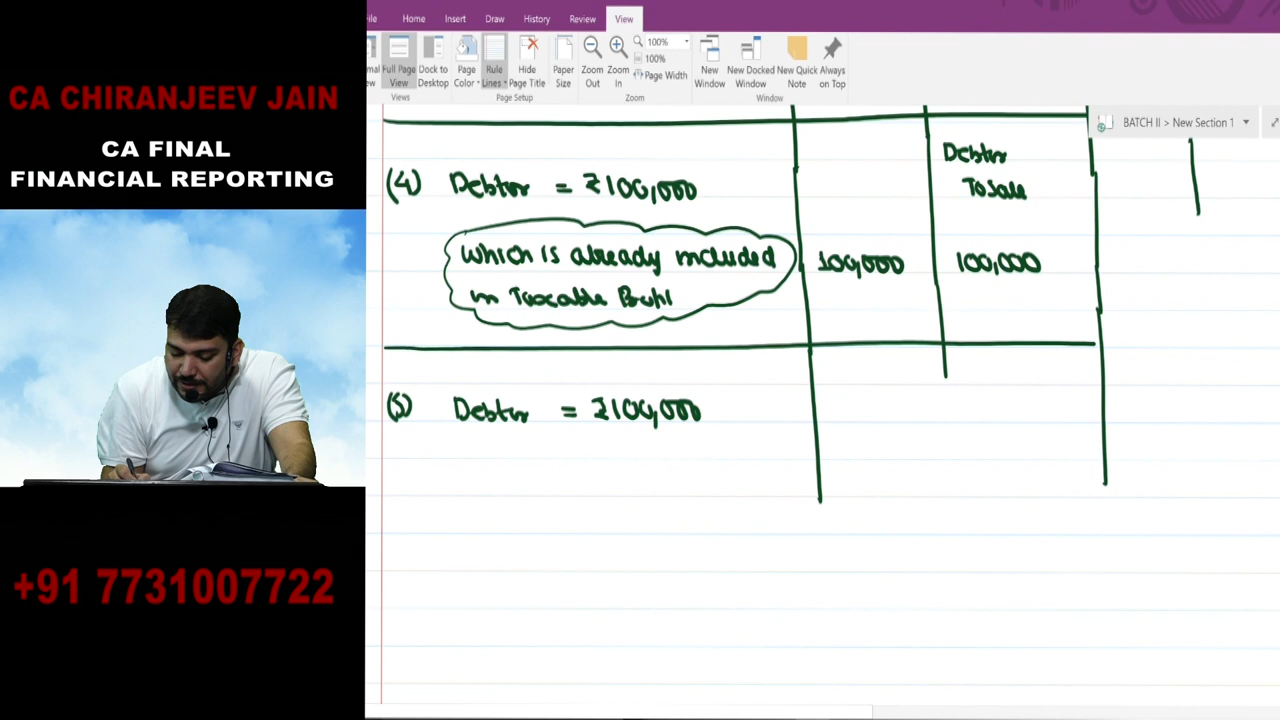 CA CHIRANJEEV JAIN
CA FINAL
FINANCIAL REPORTING
+91 7731007722
File Home Insert Draw History Review View
Full Page View
Dock to Desktop
Page Color
Rule Lines
Hide Page Title
Paper Size
Zoom Out
Zoom In
100%
100%
Page Width
New Window
New Docked Window
New Quick Note
Always on Top
Views Page Setup Zoom Window
BATCH II > New Section 1
(4) Debtor = ₹100,000
Debtor
To Sale
which is already included
in Taxable Profit
100,000 100,000
(5) Debtor = ₹100,000